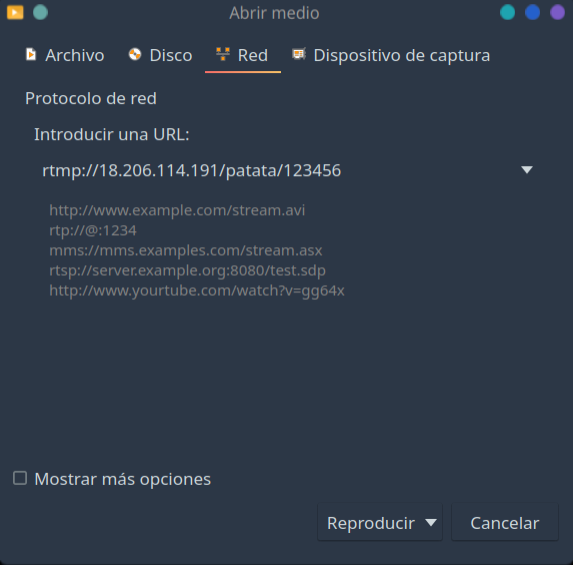 Abrir medio
Archivo Disco Red Dispositivo de captura
Protocolo de red
Introducir una URL:
rtmp://18.206.114.191/patata/123456
http://www.example.com/stream.avi
rtp://@:1234
mms://mms.examples.com/stream.asx
rtsp://server.example.org:8080/test.sdp
http://www.yourtube.com/watch?v=gg64x
Mostrar más opciones
Reproducir Cancelar